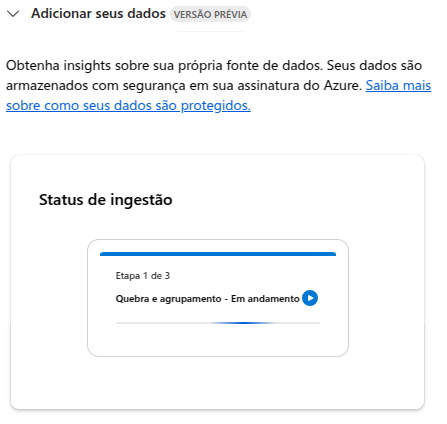 Adicionar seus dados VERSÃO PRÉVIA
Obtenha insights sobre sua própria fonte de dados. Seus dados são
armazenados com segurança em sua assinatura do Azure. Saiba mais
sobre como seus dados são protegidos.
Status de ingestão
Etapa 1 de 3
Quebra e agrupamento - Em andamento